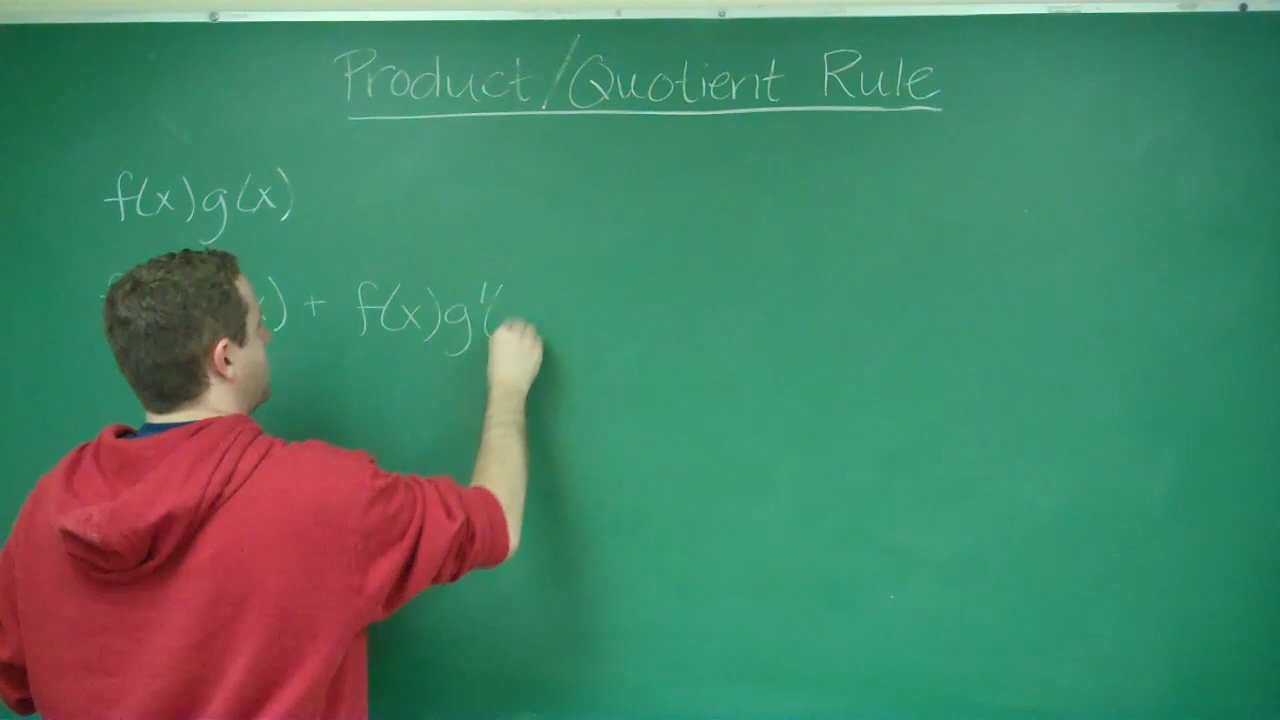 Product/Quotient Rule
f(x)g(x)
) + f(x)g'(